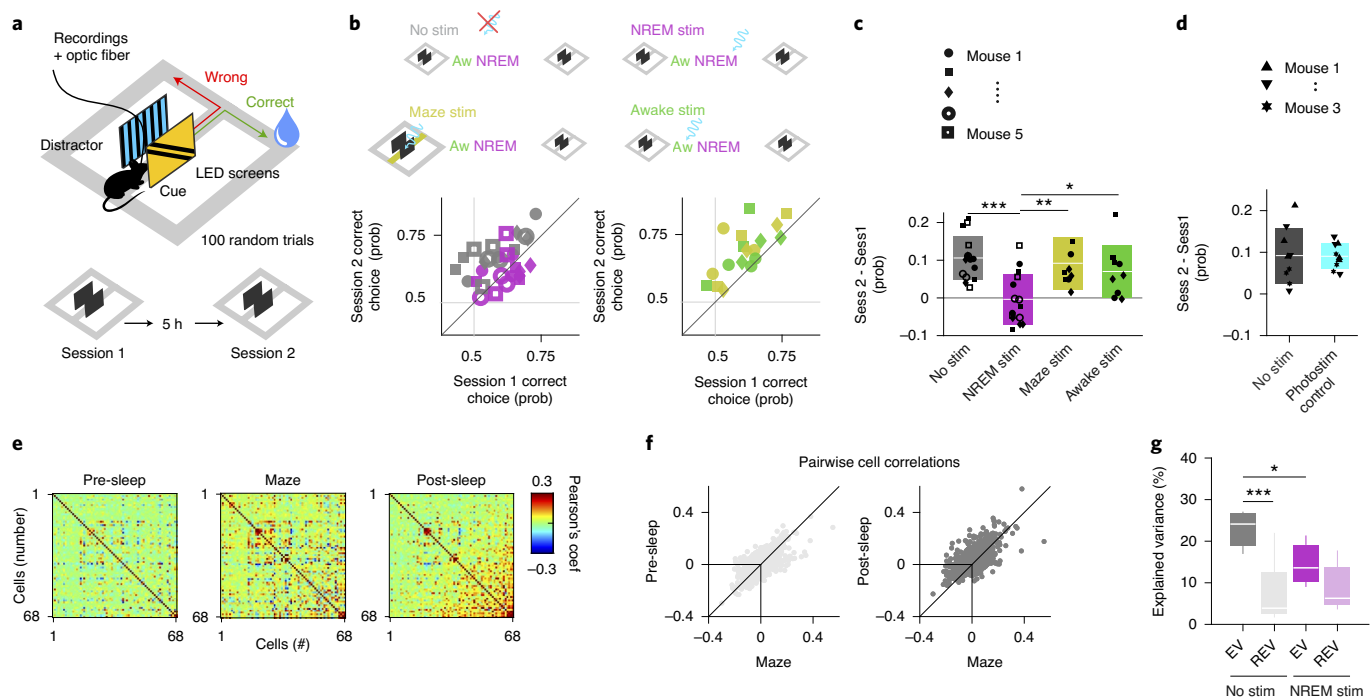 a
Recordings
+ optic fiber
Wrong
Correct
Distractor
LED screens
Cue
100 random trials
5 h
Session 1
Session 2
b
No stim
Aw NREM
NREM stim
Aw NREM
Maze stim
Aw NREM
Awake stim
Aw NREM
Session 2 correct
choice (prob)
0.75
0.5
0.5
0.75
Session 1 correct
choice (prob)
Session 2 correct
choice (prob)
0.75
0.5
0.5
0.75
Session 1 correct
choice (prob)
c
Mouse 1
Mouse 5
*
***
**
Sess 2 - Sess1
(prob)
0.2
0.1
0
–0.1
No stim
NREM stim
Maze stim
Awake stim
d
Mouse 1
Mouse 3
Sess 2 - Sess1
(prob)
0.2
0.1
0
–0.1
No stim
Photostim
control
e
Pre-sleep
Maze
Post-sleep
Cells (number)
1
68
1
68
1
68
Cells (#)
1
68
0.3
–0.3
Pearson's coef
f
Pairwise cell correlations
Pre-sleep
0.4
0
–0.4
–0.4
0
0.4
Maze
Post-sleep
0.4
0
–0.4
–0.4
0
0.4
Maze
g
Explained variance (%)
40
30
20
10
0
*
***
EV
REV
EV
REV
No stim
NREM stim